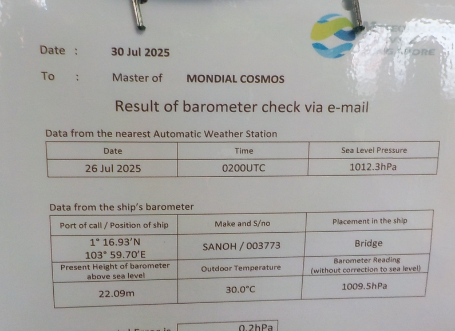 SINGAPORE
Date : 30 Jul 2025
To : Master of MONDIAL COSMOS
Result of barometer check via e-mail
Data from the nearest Automatic Weather Station
Date Time Sea Level Pressure
26 Jul 2025 0200UTC 1012.3hPa
Data from the ship's barometer
Port of call / Position of ship Make and S/no Placement in the ship
1° 16.93'N
103° 59.70'E SANOH / 003773 Bridge
Present Height of barometer
above sea level Outdoor Temperature Barometer Reading
(without correction to sea level)
22.09m 30.0°C 1009.5hPa
0.2hPa